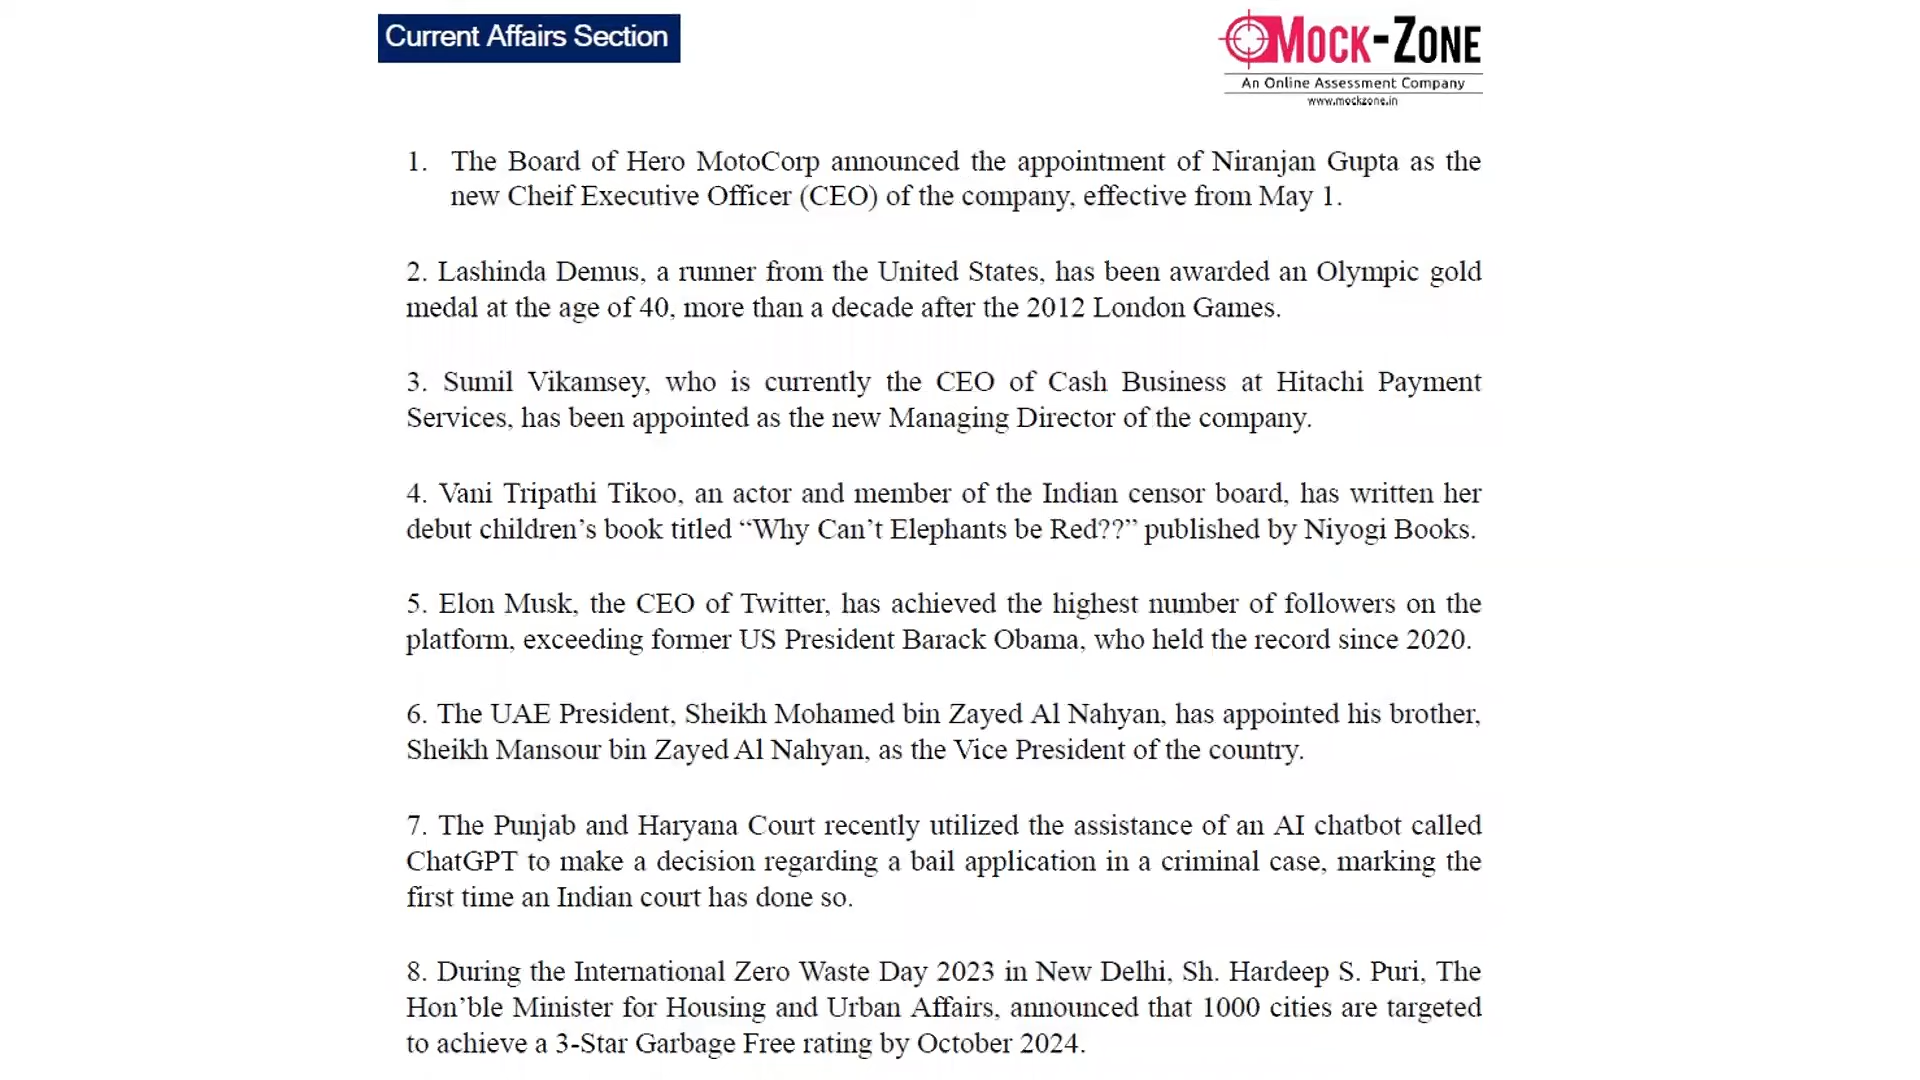 Current Affairs Section
MOCK-ZONE
An Online Assessment Company
www.mockzone.in
1. The Board of Hero MotoCorp announced the appointment of Niranjan Gupta as the
new Cheif Executive Officer (CEO) of the company, effective from May 1.
2. Lashinda Demus, a runner from the United States, has been awarded an Olympic gold
medal at the age of 40, more than a decade after the 2012 London Games.
3. Sumil Vikamsey, who is currently the CEO of Cash Business at Hitachi Payment
Services, has been appointed as the new Managing Director of the company.
4. Vani Tripathi Tikoo, an actor and member of the Indian censor board, has written her
debut children’s book titled “Why Can’t Elephants be Red??” published by Niyogi Books.
5. Elon Musk, the CEO of Twitter, has achieved the highest number of followers on the
platform, exceeding former US President Barack Obama, who held the record since 2020.
6. The UAE President, Sheikh Mohamed bin Zayed Al Nahyan, has appointed his brother,
Sheikh Mansour bin Zayed Al Nahyan, as the Vice President of the country.
7. The Punjab and Haryana Court recently utilized the assistance of an AI chatbot called
ChatGPT to make a decision regarding a bail application in a criminal case, marking the
first time an Indian court has done so.
8. During the International Zero Waste Day 2023 in New Delhi, Sh. Hardeep S. Puri, The
Hon’ble Minister for Housing and Urban Affairs, announced that 1000 cities are targeted
to achieve a 3-Star Garbage Free rating by October 2024.